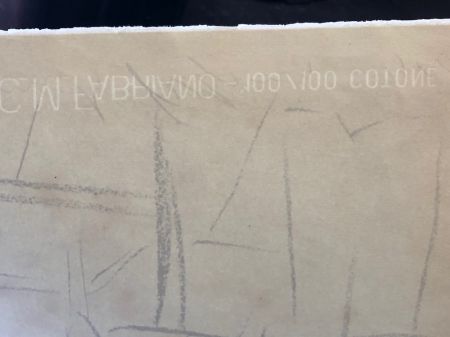 C.M.FABRIANO - 100/100 COTONE